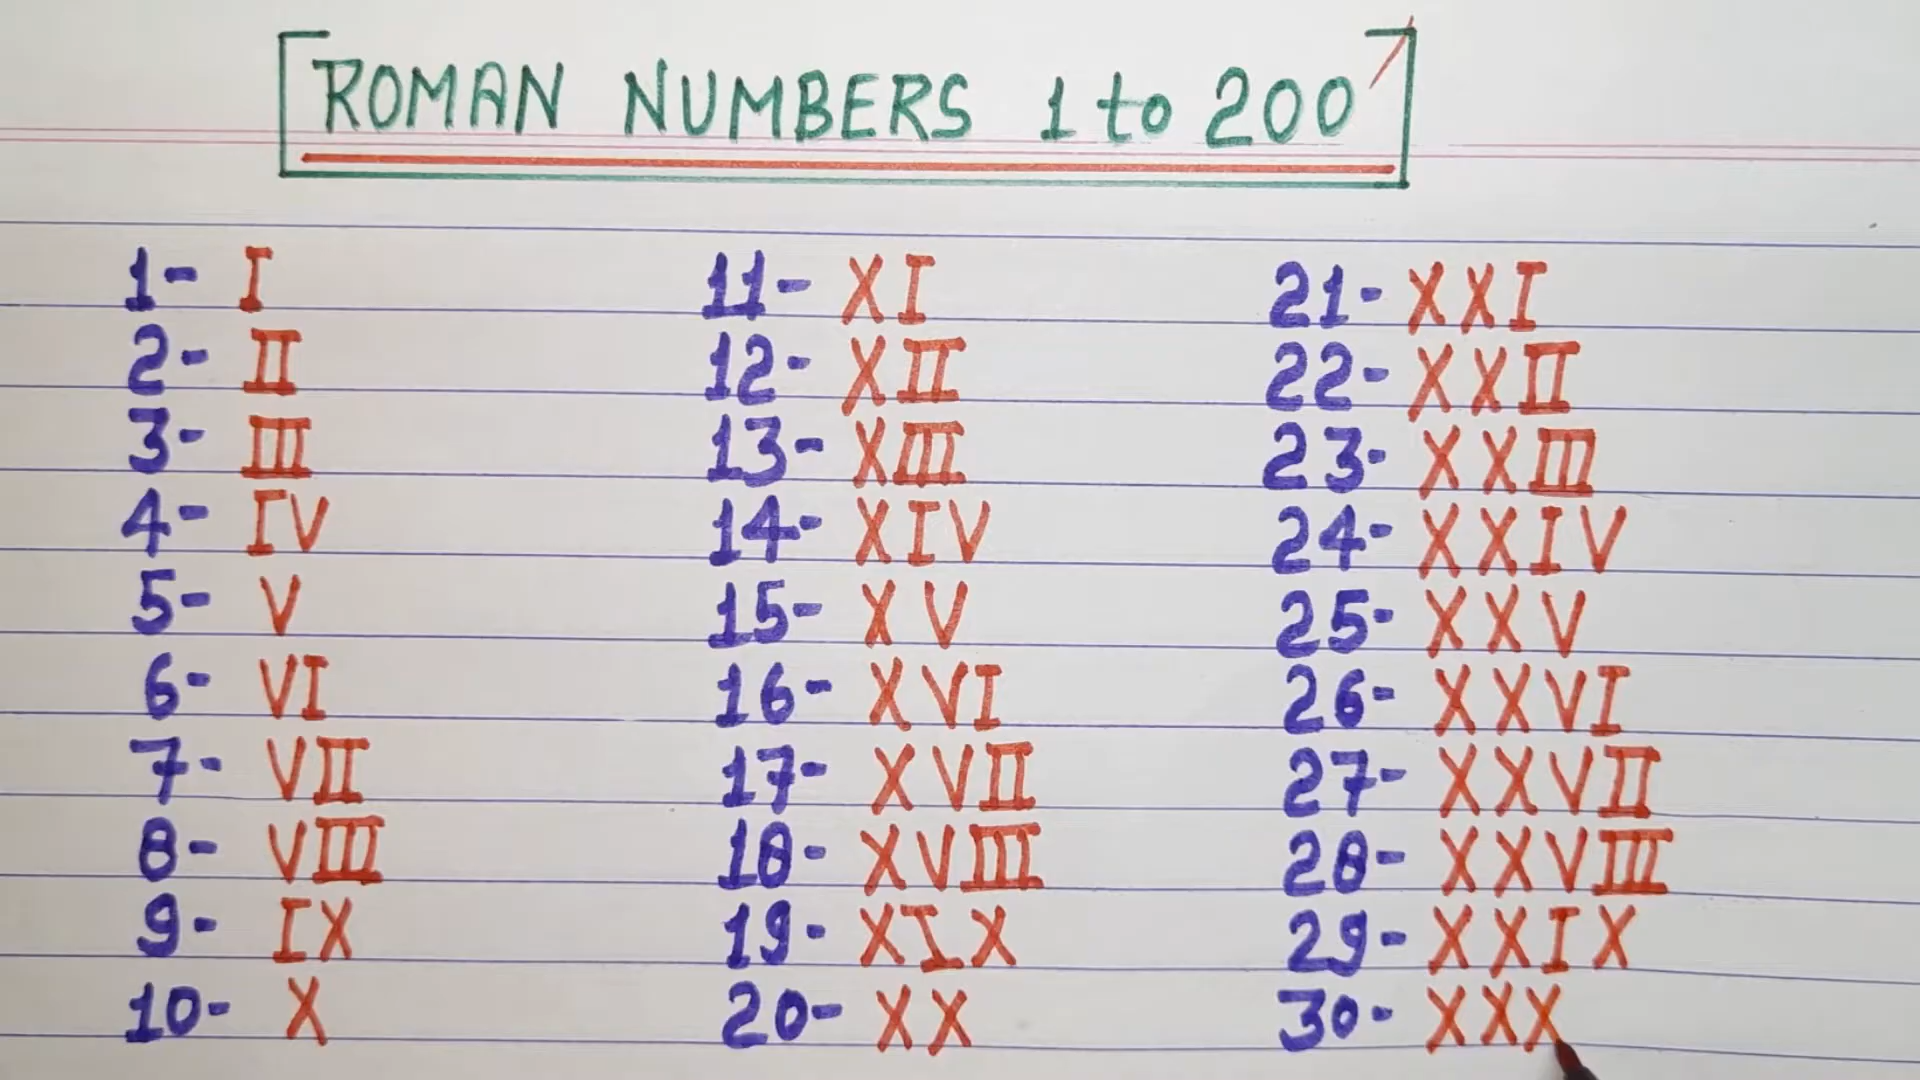 ROMAN NUMBERS 1 to 200
1- I
2- II
3- III
4- IV
5- V
6- VI
7- VII
8- VIII
9- IX
10- X
11- XI
12- XII
13- XIII
14- XIV
15- XV
16- XVI
17- XVII
18- XVIII
19- XIX
20- XX
21- XXI
22- XXII
23- XXIII
24- XXIV
25- XXV
26- XXVI
27- XXVII
28- XXVIII
29- XXIX
30- XXX